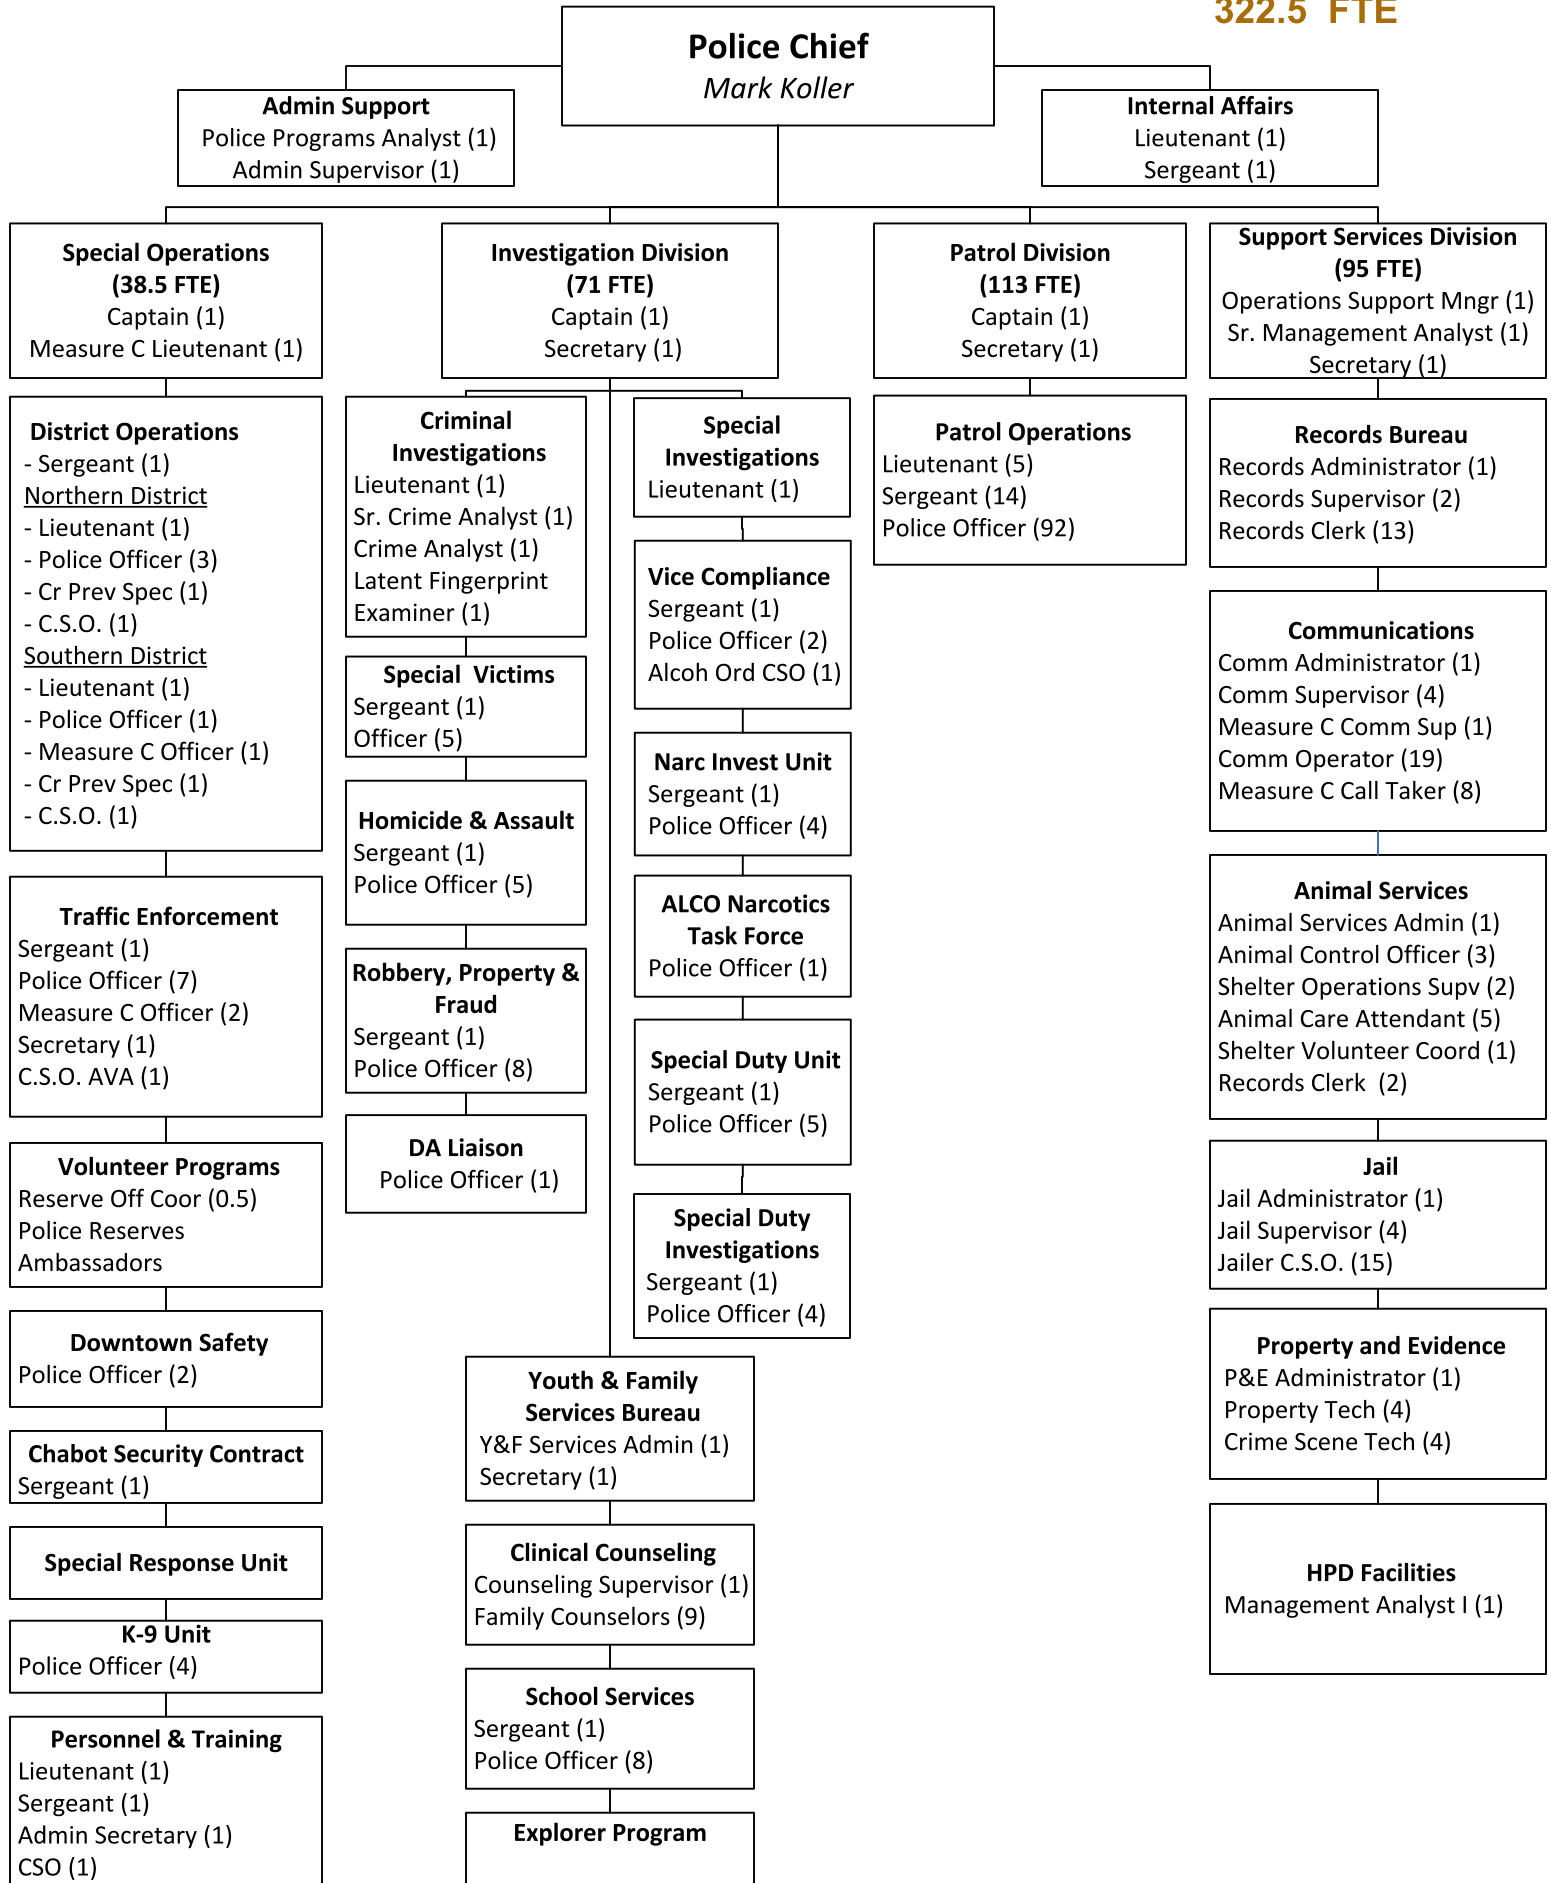 322.5 FTE
Police Chief
Mark Koller
Admin Support
Police Programs Analyst (1)
Admin Supervisor (1)
Internal Affairs
Lieutenant (1)
Sergeant (1)
Special Operations
(38.5 FTE)
Captain (1)
Measure C Lieutenant (1)
District Operations
- Sergeant (1)
Northern District
- Lieutenant (1)
- Police Officer (3)
- Cr Prev Spec (1)
- C.S.O. (1)
Southern District
- Lieutenant (1)
- Police Officer (1)
- Measure C Officer (1)
- Cr Prev Spec (1)
- C.S.O. (1)
Traffic Enforcement
Sergeant (1)
Police Officer (7)
Measure C Officer (2)
Secretary (1)
C.S.O. AVA (1)
Volunteer Programs
Reserve Off Coor (0.5)
Police Reserves
Ambassadors
Downtown Safety
Police Officer (2)
Chabot Security Contract
Sergeant (1)
Special Response Unit
K-9 Unit
Police Officer (4)
Personnel & Training
Lieutenant (1)
Sergeant (1)
Admin Secretary (1)
CSO (1)
Investigation Division
(71 FTE)
Captain (1)
Secretary (1)
Criminal
Investigations
Lieutenant (1)
Sr. Crime Analyst (1)
Crime Analyst (1)
Latent Fingerprint
Examiner (1)
Special Victims
Sergeant (1)
Officer (5)
Homicide & Assault
Sergeant (1)
Police Officer (5)
Robbery, Property &
Fraud
Sergeant (1)
Police Officer (8)
DA Liaison
Police Officer (1)
Special
Investigations
Lieutenant (1)
Vice Compliance
Sergeant (1)
Police Officer (2)
Alcoh Ord CSO (1)
Narc Invest Unit
Sergeant (1)
Police Officer (4)
ALCO Narcotics
Task Force
Police Officer (1)
Special Duty Unit
Sergeant (1)
Police Officer (5)
Special Duty
Investigations
Sergeant (1)
Police Officer (4)
Youth & Family
Services Bureau
Y&F Services Admin (1)
Secretary (1)
Clinical Counseling
Counseling Supervisor (1)
Family Counselors (9)
School Services
Sergeant (1)
Police Officer (8)
Explorer Program
Patrol Division
(113 FTE)
Captain (1)
Secretary (1)
Patrol Operations
Lieutenant (5)
Sergeant (14)
Police Officer (92)
Support Services Division
(95 FTE)
Operations Support Mngr (1)
Sr. Management Analyst (1)
Secretary (1)
Records Bureau
Records Administrator (1)
Records Supervisor (2)
Records Clerk (13)
Communications
Comm Administrator (1)
Comm Supervisor (4)
Measure C Comm Sup (1)
Comm Operator (19)
Measure C Call Taker (8)
Animal Services
Animal Services Admin (1)
Animal Control Officer (3)
Shelter Operations Supv (2)
Animal Care Attendant (5)
Shelter Volunteer Coord (1)
Records Clerk (2)
Jail
Jail Administrator (1)
Jail Supervisor (4)
Jailer C.S.O. (15)
Property and Evidence
P&E Administrator (1)
Property Tech (4)
Crime Scene Tech (4)
HPD Facilities
Management Analyst I (1)